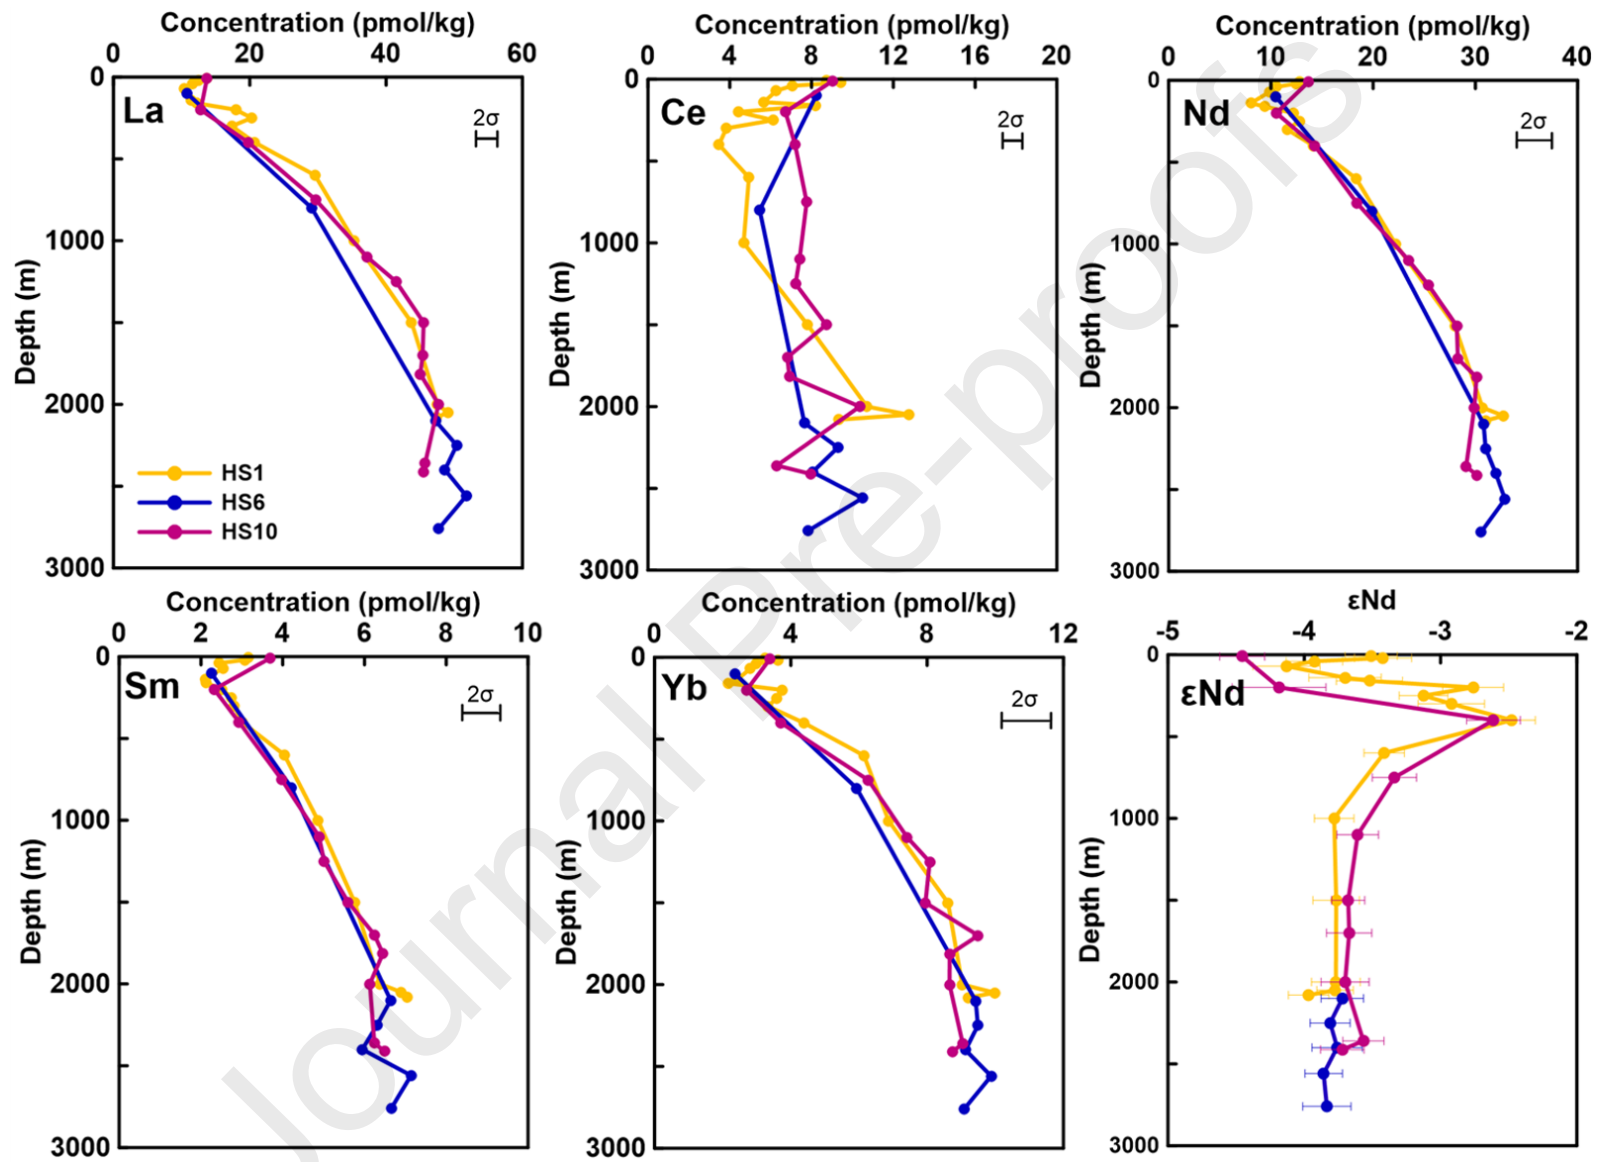 Concentration (pmol/kg)
0 20 40 60
0
1000
2000
3000
Depth (m)
La
2σ
HS1
HS6
HS10
Concentration (pmol/kg)
0 4 8 12 16 20
0
1000
2000
3000
Depth (m)
Ce
2σ
Concentration (pmol/kg)
0 10 20 30 40
0
1000
2000
3000
Depth (m)
Nd
2σ
Concentration (pmol/kg)
0 2 4 6 8 10
0
1000
2000
3000
Depth (m)
Sm
2σ
Concentration (pmol/kg)
0 4 8 12
0
1000
2000
3000
Depth (m)
Yb
2σ
εNd
-5 -4 -3 -2
0
1000
2000
3000
Depth (m)
εNd
Journal Pre-proofs